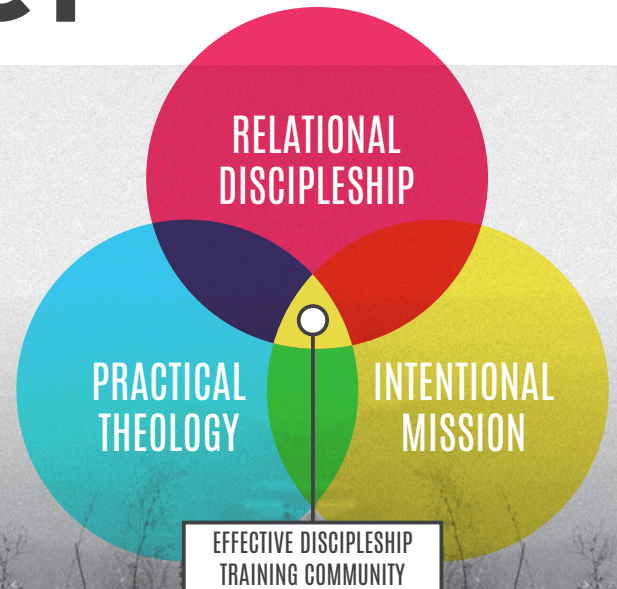 RELATIONAL
DISCIPLESHIP
PRACTICAL
THEOLOGY
INTENTIONAL
MISSION
EFFECTIVE DISCIPLESHIP
TRAINING COMMUNITY